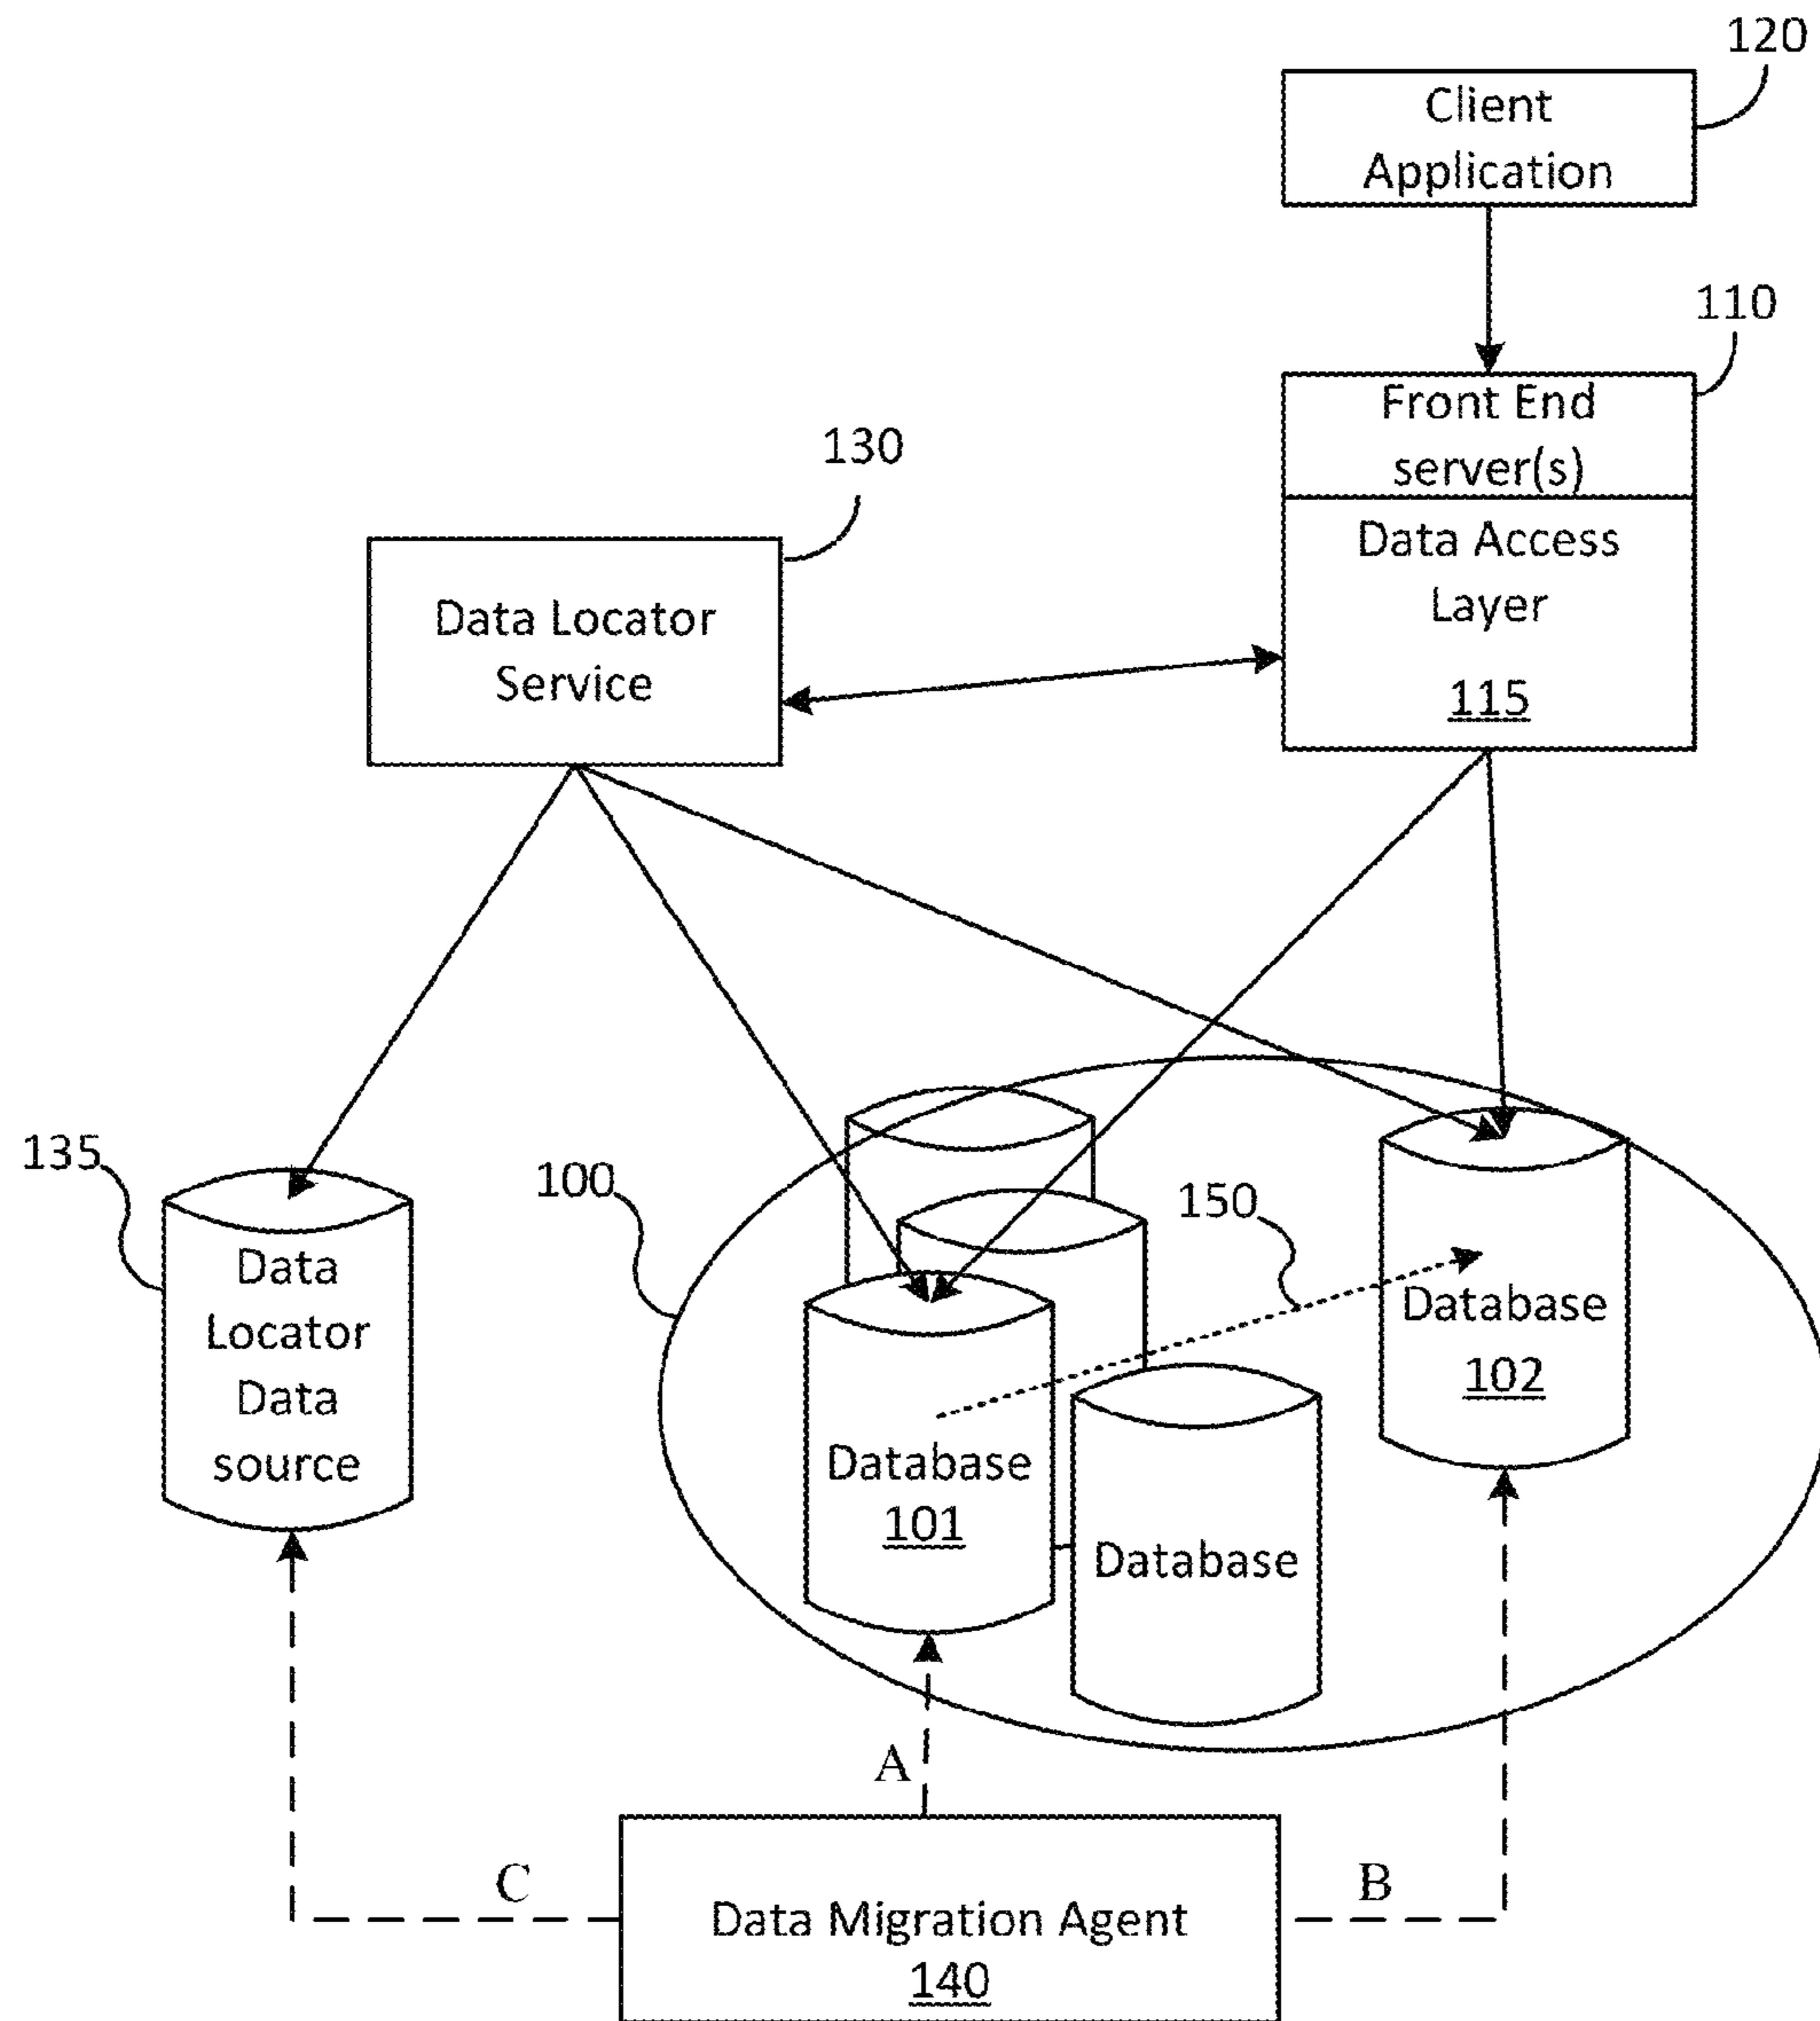 120
Client
Application
110
Front End
server(s)
130
Data Access
Layer
115
Data Locator
Service
135
100
150
Data
Locator
Data
source
Database
102
Database
101
Database
A
C
B
Data Migration Agent
140